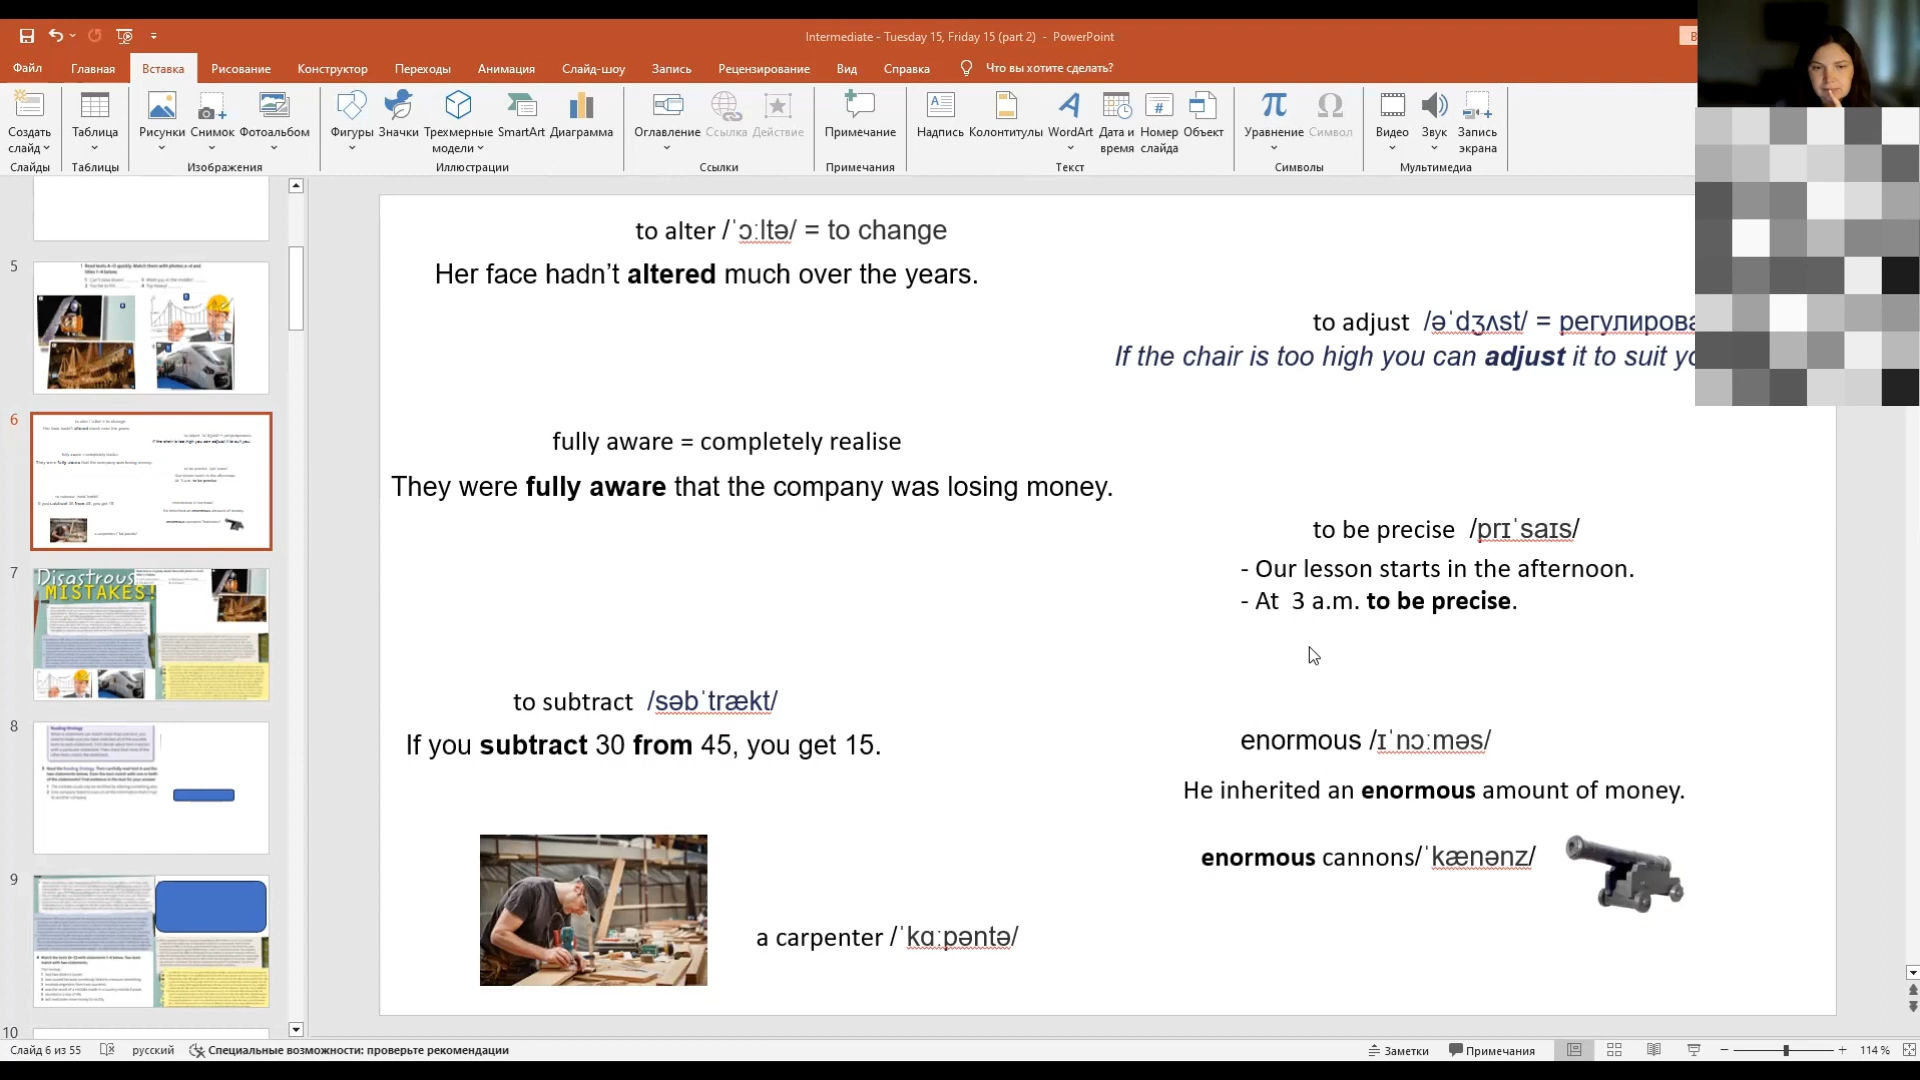 Intermediate - Tuesday 15, Friday 15 (part 2) - PowerPoint
Файл Главная Вставка Рисование Конструктор Переходы Анимация Слайд-шоу Запись Рецензирование Вид Справка Что вы хотите сделать?
Создать слайд Таблица Рисунки Снимок Фотоальбом Фигуры Значки Трехмерные модели SmartArt Диаграмма Оглавление Ссылка Действие Примечание Надпись Колонтитулы WordArt Дата и время Номер слайда Объект Уравнение Символ Видео Звук Запись экрана
Слайды Таблицы Изображения Иллюстрации Ссылки Примечания Текст Символы Мультимедиа
to alter /ˈɔːltə/ = to change
Her face hadn’t altered much over the years.
to adjust /əˈdʒʌst/ =
If the chair is too high you can adjust it to suit
fully aware = completely realise
They were fully aware that the company was losing money.
to be precise /prɪˈsaɪs/
- Our lesson starts in the afternoon.
- At 3 a.m. to be precise.
to subtract /səbˈtrækt/
If you subtract 30 from 45, you get 15.
enormous /ɪˈnɔːməs/
He inherited an enormous amount of money.
enormous cannons/ˈkænənz/
a carpenter /ˈkɑːpəntə/
5
6
7
Disastrous
MISTAKES!
8
Reading Strategy
9
10
Слайд 6 из 55 русский Специальные возможности: проверьте рекомендации Заметки Примечания 114 %